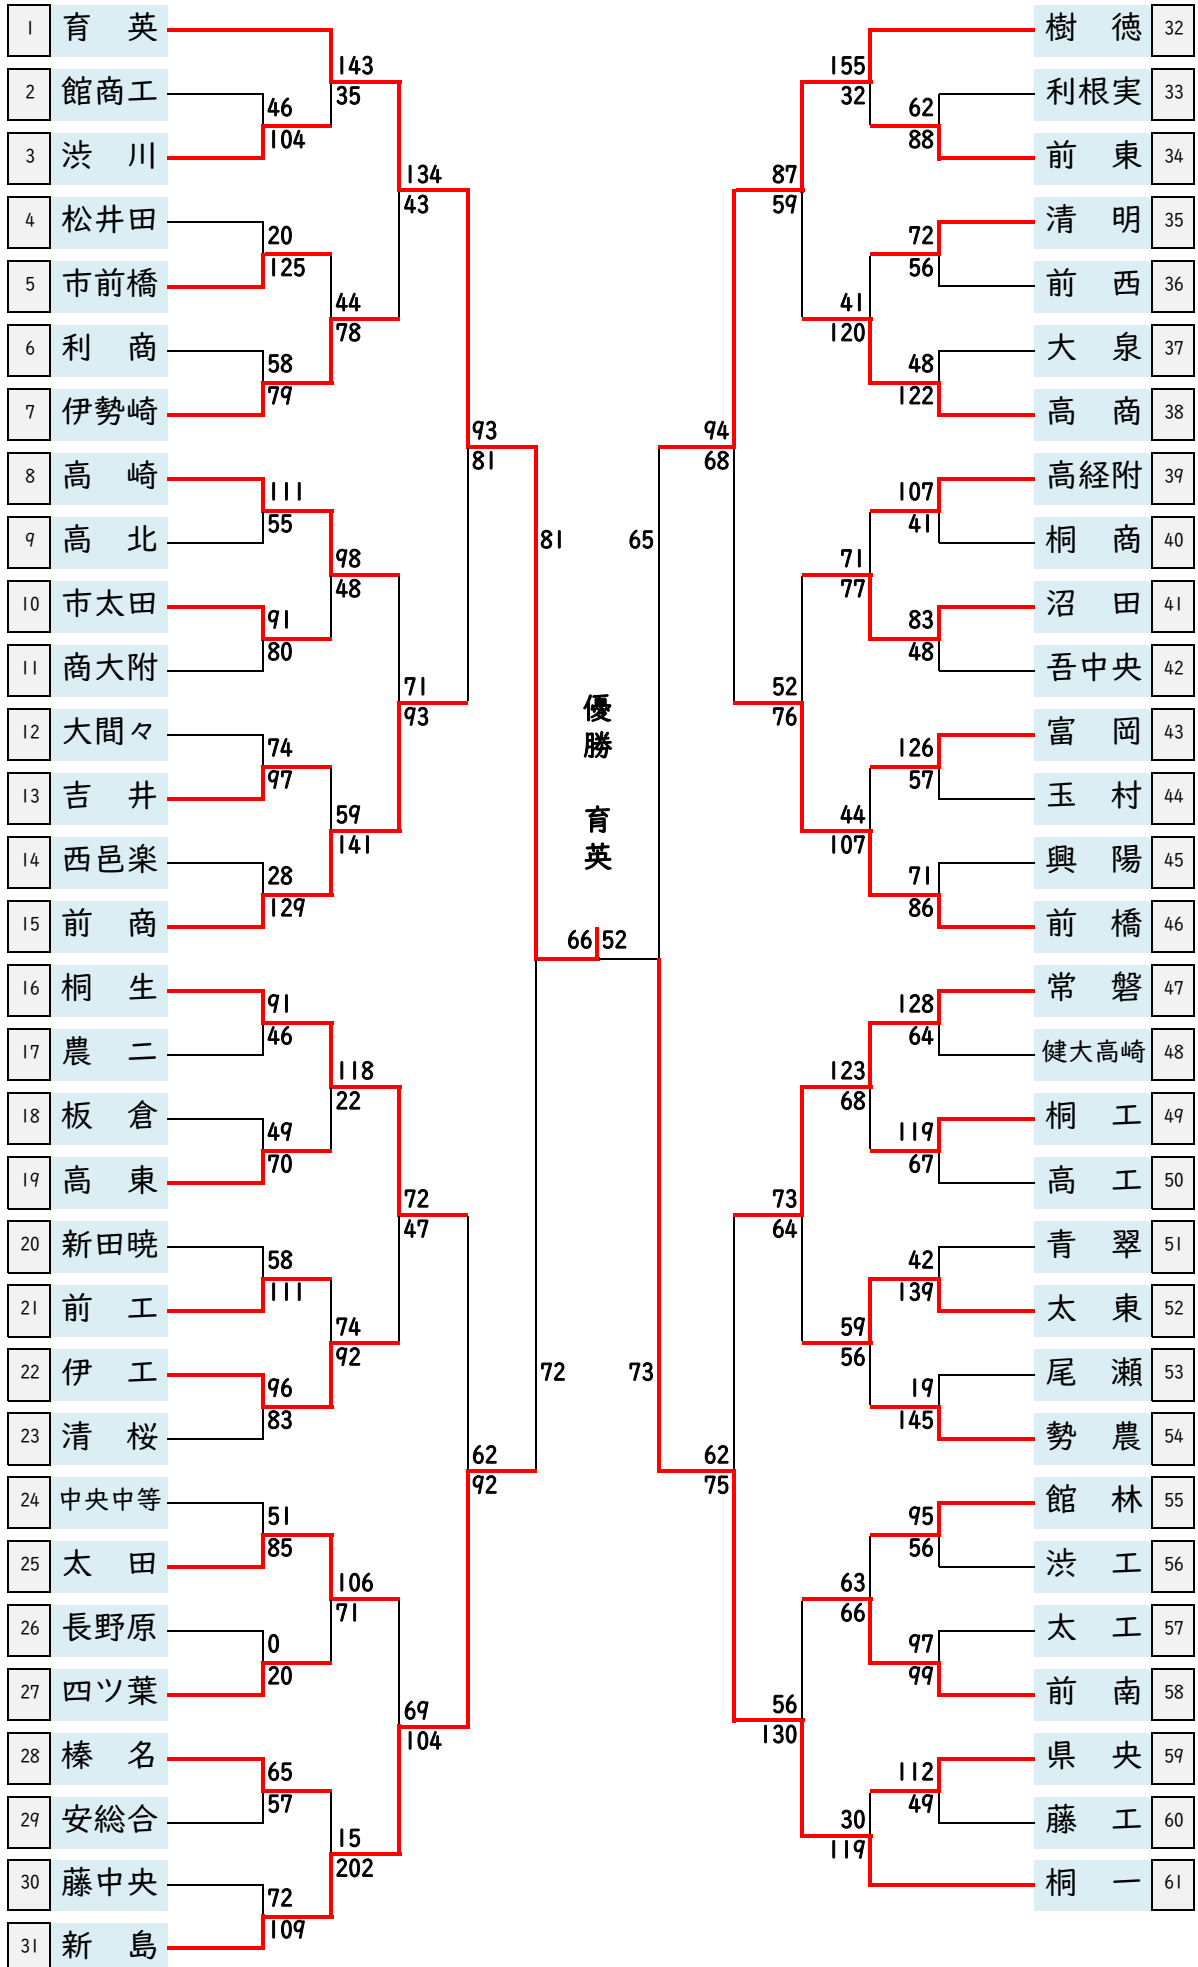 1 育 英
2 館商工
3 渋 川
4 松井田
5 市前橋
6 利 商
7 伊勢崎
8 高 崎
9 高 北
10 市太田
11 商大附
12 大間々
13 吉 井
14 西邑楽
15 前 商
16 桐 生
17 農 二
18 板 倉
19 高 東
20 新田暁
21 前 工
22 伊 工
23 清 桜
24 中央中等
25 太 田
26 長野原
27 四ツ葉
28 榛 名
29 安総合
30 藤中央
31 新 島
46
104
20
125
58
79
111
55
91
80
74
97
28
129
91
46
49
70
58
111
96
83
51
85
0
20
65
57
72
109
143
35
44
78
98
48
59
141
118
22
74
92
106
71
15
202
134
43
71
93
72
47
69
104
93
81
62
92
81
72
優勝 育英
66 52
65
73
94
68
62
75
87
59
52
76
73
64
56
130
155
32
41
120
71
77
44
107
123
68
59
56
63
66
30
119
62
88
72
56
48
122
107
41
83
48
126
57
71
86
128
64
119
67
42
139
19
145
95
56
97
99
112
49
樹 徳 32
利根実 33
前 東 34
清 明 35
前 西 36
大 泉 37
高 商 38
高経附 39
桐 商 40
沼 田 41
吾中央 42
富 岡 43
玉 村 44
興 陽 45
前 橋 46
常 磐 47
健大高崎 48
桐 工 49
高 工 50
青 翠 51
太 東 52
尾 瀬 53
勢 農 54
館 林 55
渋 工 56
太 工 57
前 南 58
県 央 59
藤 工 60
桐 一 61